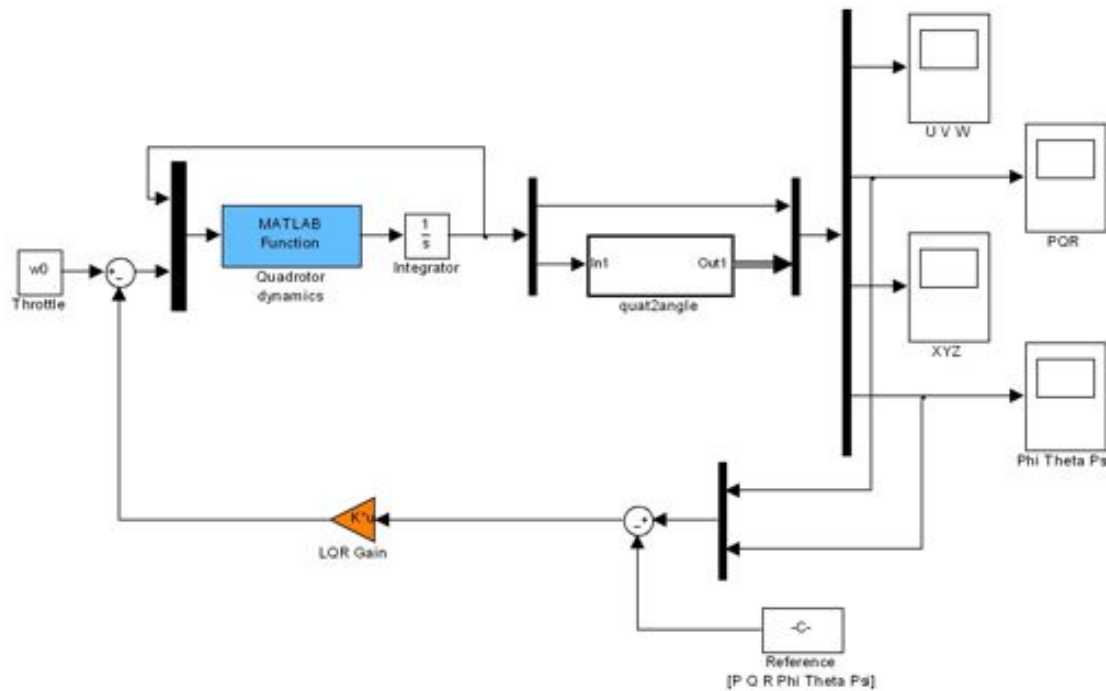 U V W
MATLAB
Function
1
s
PQR
w0
+
-
Integrator
In1
Out1
Throttle
Quadrotor
dynamics
quat2angle
XYZ
Phi Theta Ps
K*u
-
+
LQR Gain
-C-
Reference
[P Q R Phi Theta Psi]